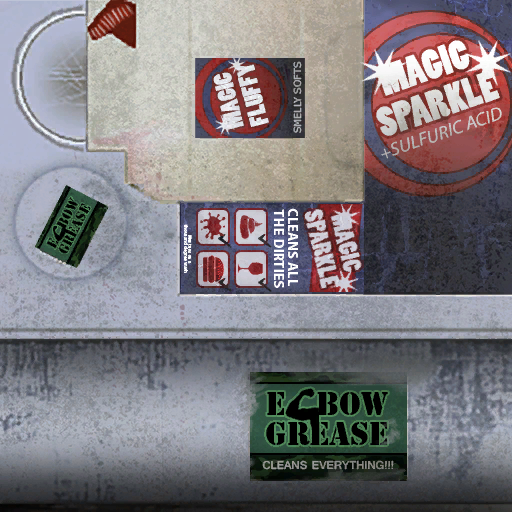 MAGIC
FLUFFY
SMELLY SOFTS
MAGIC
SPARKLE
+SULFURIC ACID
ELBOW
GREASE
MAGIC
SPARKLE
CLEANS ALL
THE DIRTIES
ELBOW
GREASE
CLEANS EVERYTHING!!!